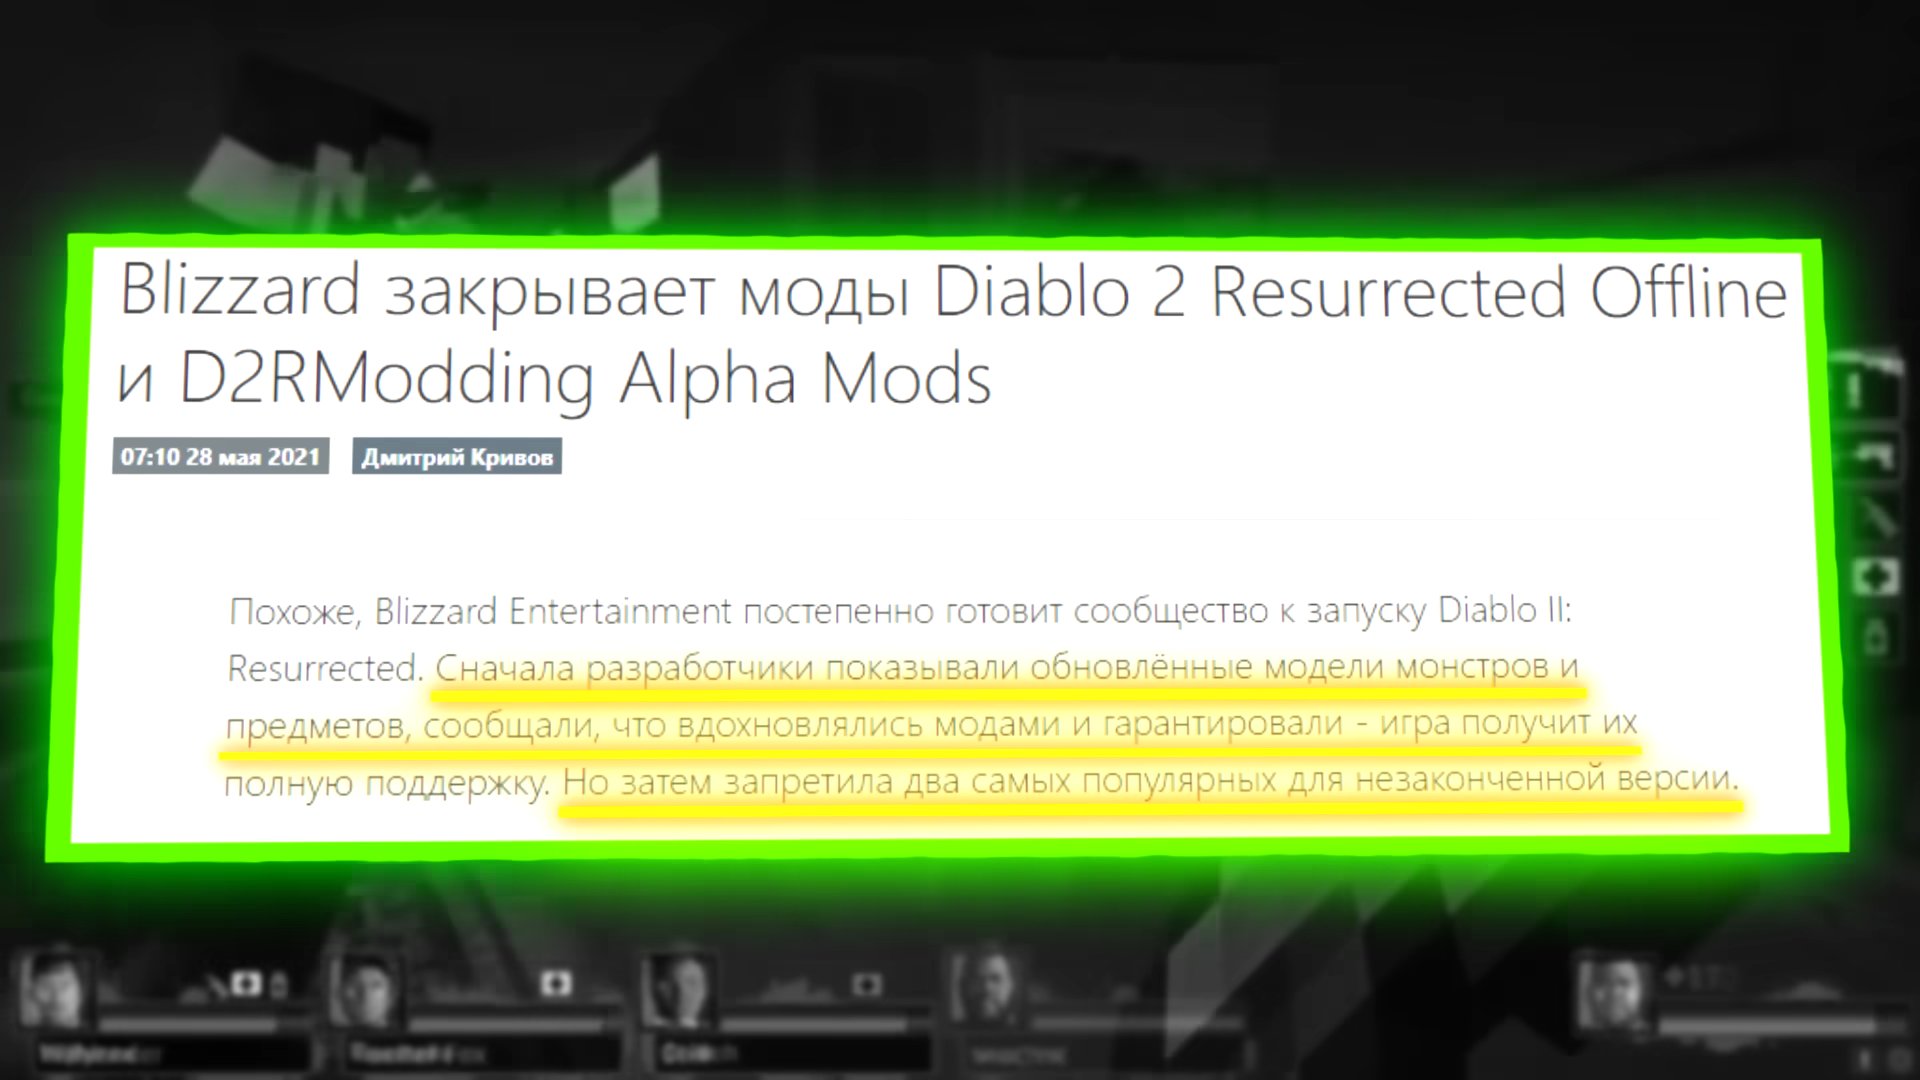 Blizzard закрывает моды Diablo 2 Resurrected Offline
и D2RModding Alpha Mods
07:10 28 мая 2021 Дмитрий Кривов
Похоже, Blizzard Entertainment постепенно готовит сообщество к запуску Diablo II:
Resurrected. Сначала разработчики показывали обновлённые модели монстров и
предметов, сообщали, что вдохновлялись модами и гарантировали - игра получит их
полную поддержку. Но затем запретила два самых популярных для незаконченной версии.